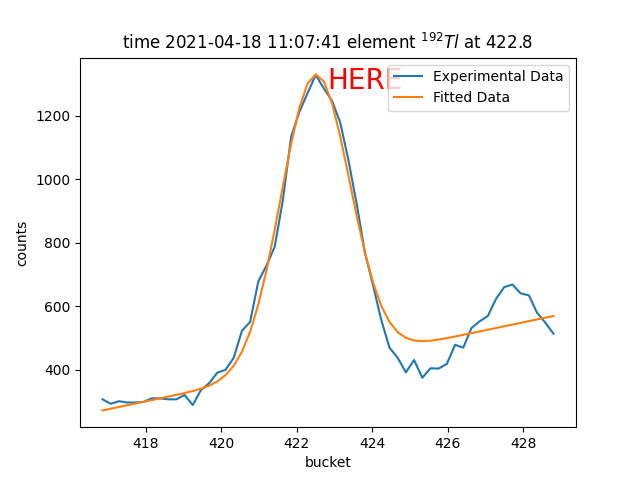 time 2021-04-18 11:07:41 element ¹⁹²Tl at 422.8
HERE
Experimental Data
Fitted Data
counts
1200
1000
800
600
400
418 420 422 424 426 428
bucket